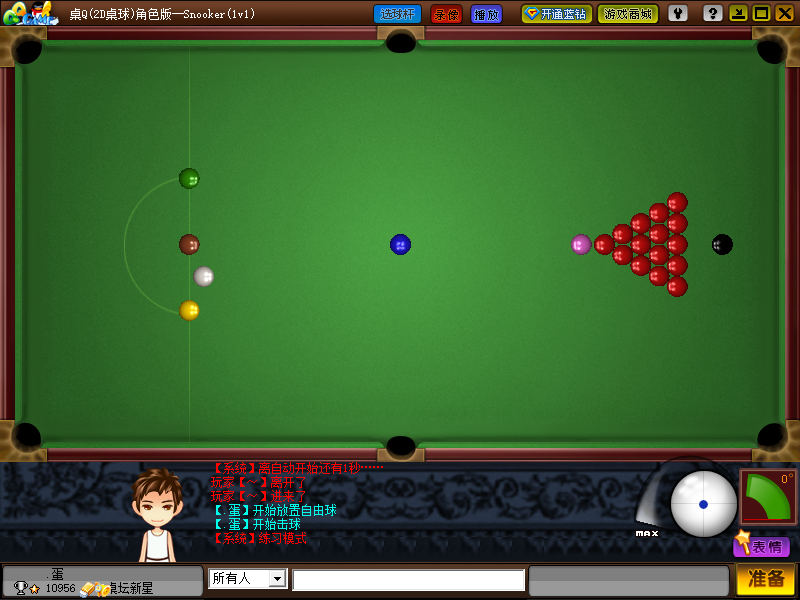 桌Q(2D桌球)角色版—Snooker(1v1)
选球杆
录像
播放
开通蓝钻
游戏商城
?
【系统】离自动开始还有1秒……
玩家【~】离开了
玩家【~】进来了
【.蛋】开始放置自由球
【.蛋】开始击球
【系统】练习模式
MAX
0°
表情
.蛋
10956
桌坛新星
所有人
准备